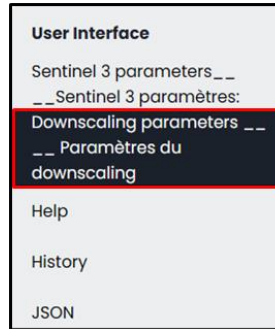 User Interface
Sentinel 3 parameters__
__Sentinel 3 paramètres:
Downscaling parameters __
__ Paramètres du
downscaling
Help
History
JSON